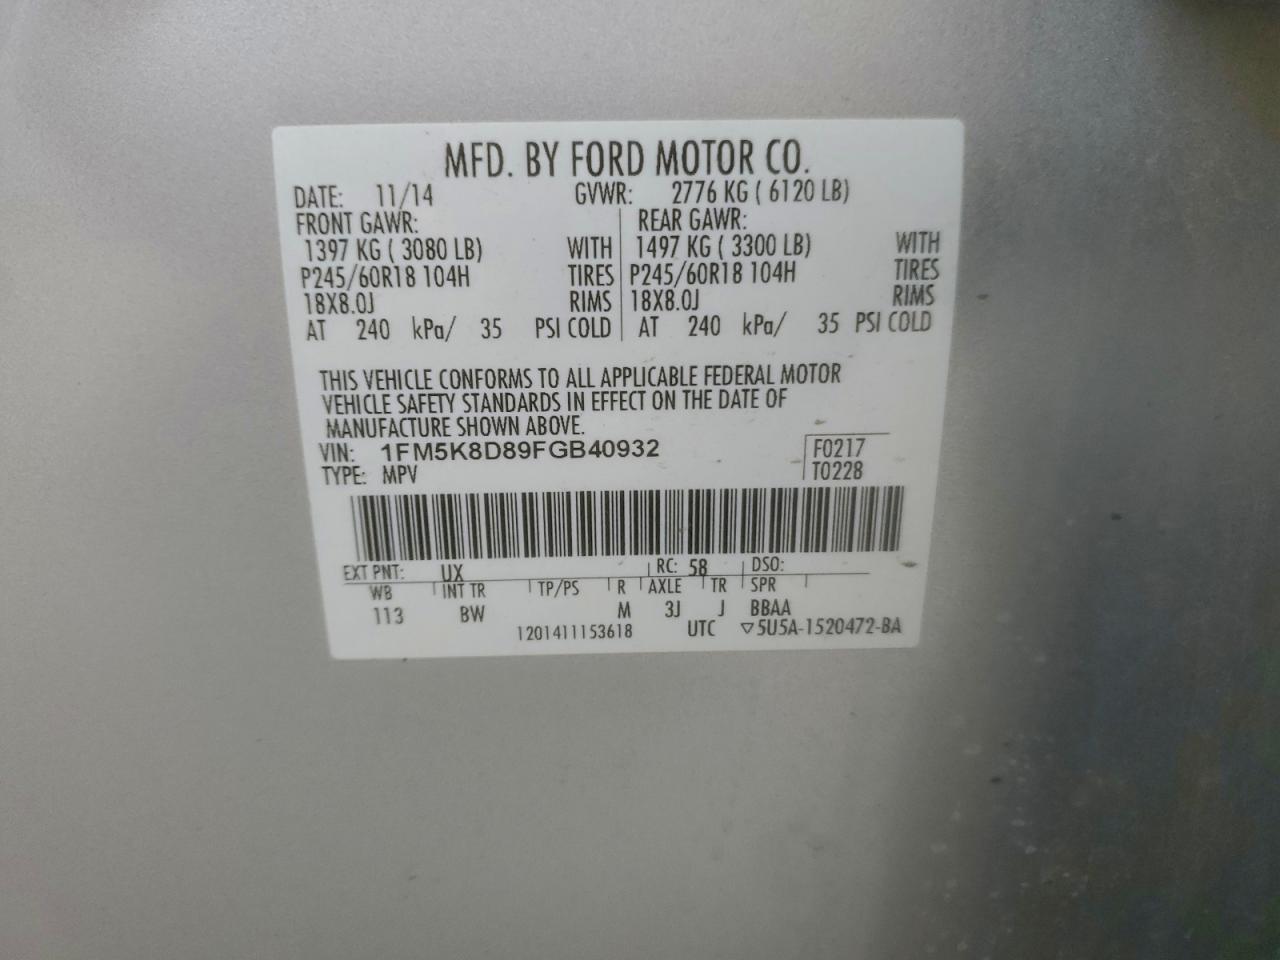 MFD. BY FORD MOTOR CO.
DATE: 11/14 GVWR: 2776 KG ( 6120 LB)
FRONT GAWR: REAR GAWR:
1397 KG ( 3080 LB) WITH 1497 KG ( 3300 LB) WITH
P245/60R18 104H TIRES P245/60R18 104H TIRES
18X8.0J RIMS 18X8.0J RIMS
AT 240 kPa/ 35 PSI COLD AT 240 kPa/ 35 PSI COLD
THIS VEHICLE CONFORMS TO ALL APPLICABLE FEDERAL MOTOR
VEHICLE SAFETY STANDARDS IN EFFECT ON THE DATE OF
MANUFACTURE SHOWN ABOVE.
VIN: 1FM5K8D89FGB40932 F0217
TYPE: MPV T0228
EXT PNT: UX RC: 58 DSO:
WB INT TR TP/PS R AXLE TR SPR
113 BW M 3J J BBAA
1201411153618 UTC ▽5U5A-1520472-BA